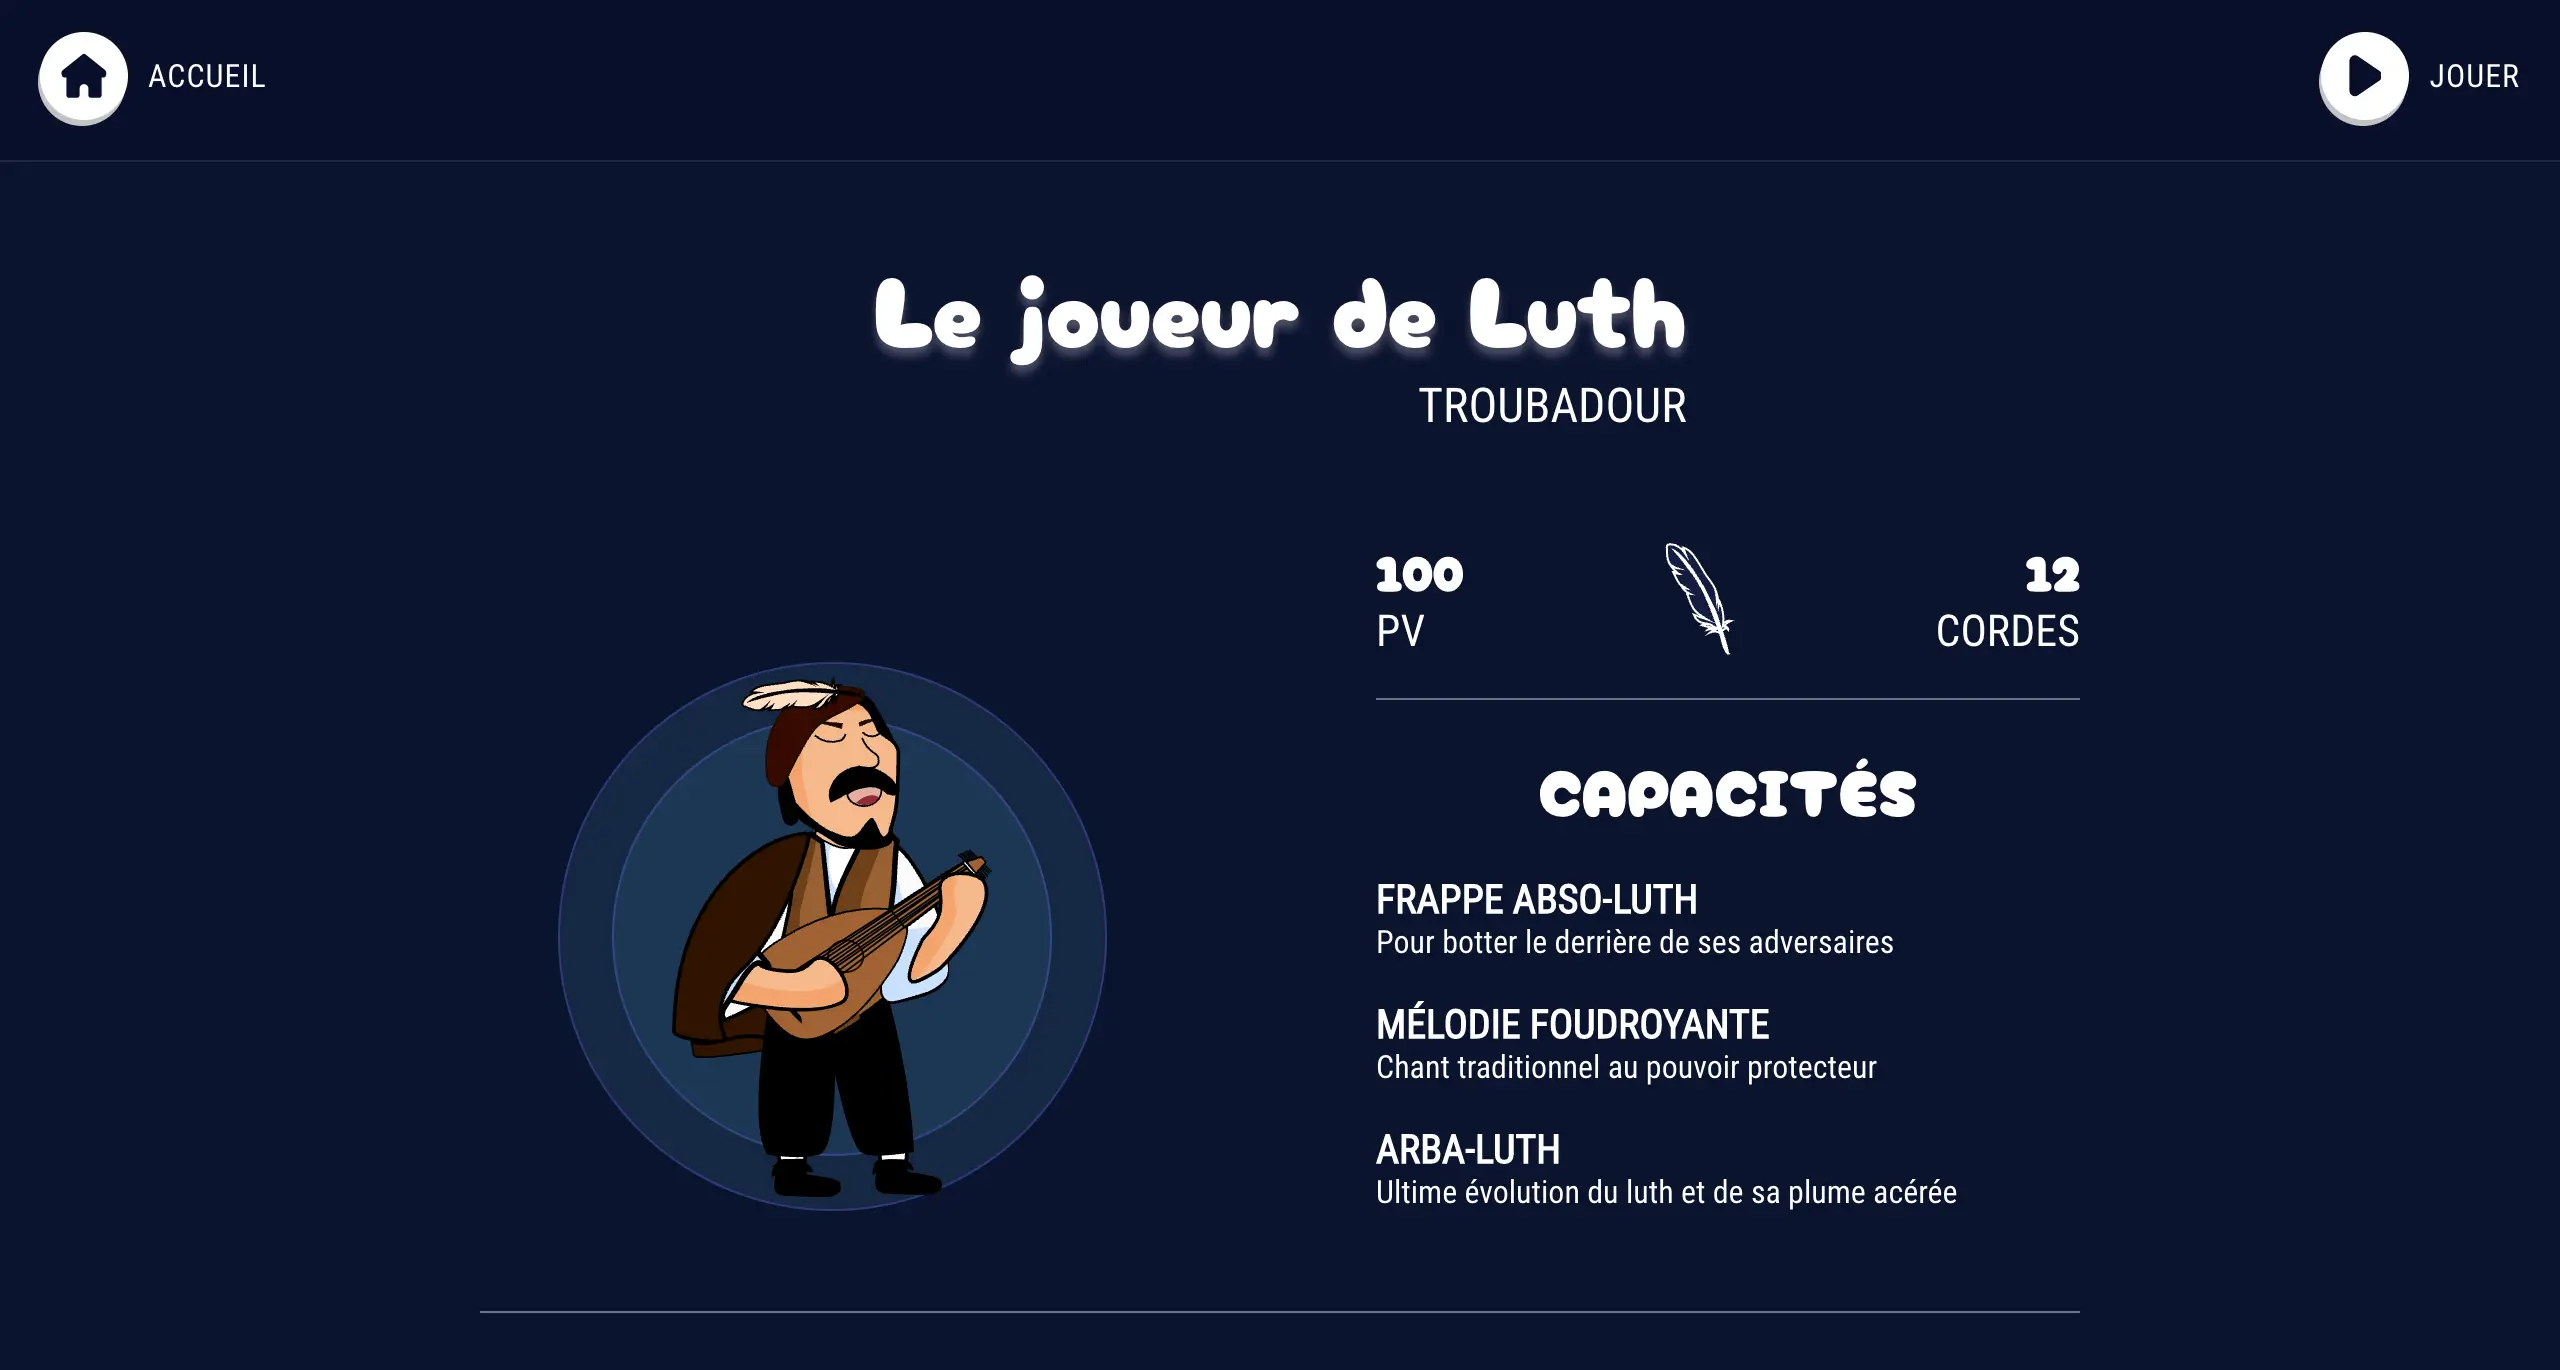 ACCUEIL
JOUER
Le joueur de Luth
TROUBADOUR
100
PV
12
CORDES
CAPACITÉS
FRAPPE ABSO-LUTH
Pour botter le derrière de ses adversaires
MÉLODIE FOUDROYANTE
Chant traditionnel au pouvoir protecteur
ARBA-LUTH
Ultime évolution du luth et de sa plume acérée